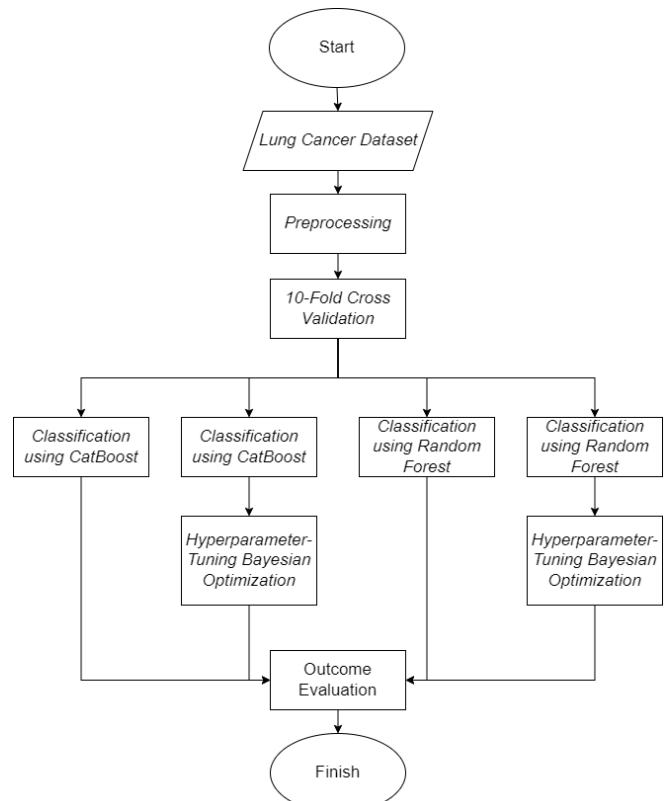 Start
Lung Cancer Dataset
Preprocessing
10-Fold Cross
Validation
Classification
using CatBoost
Classification
using CatBoost
Classification
using Random
Forest
Classification
using Random
Forest
Hyperparameter-
Tuning Bayesian
Optimization
Hyperparameter-
Tuning Bayesian
Optimization
Outcome
Evaluation
Finish